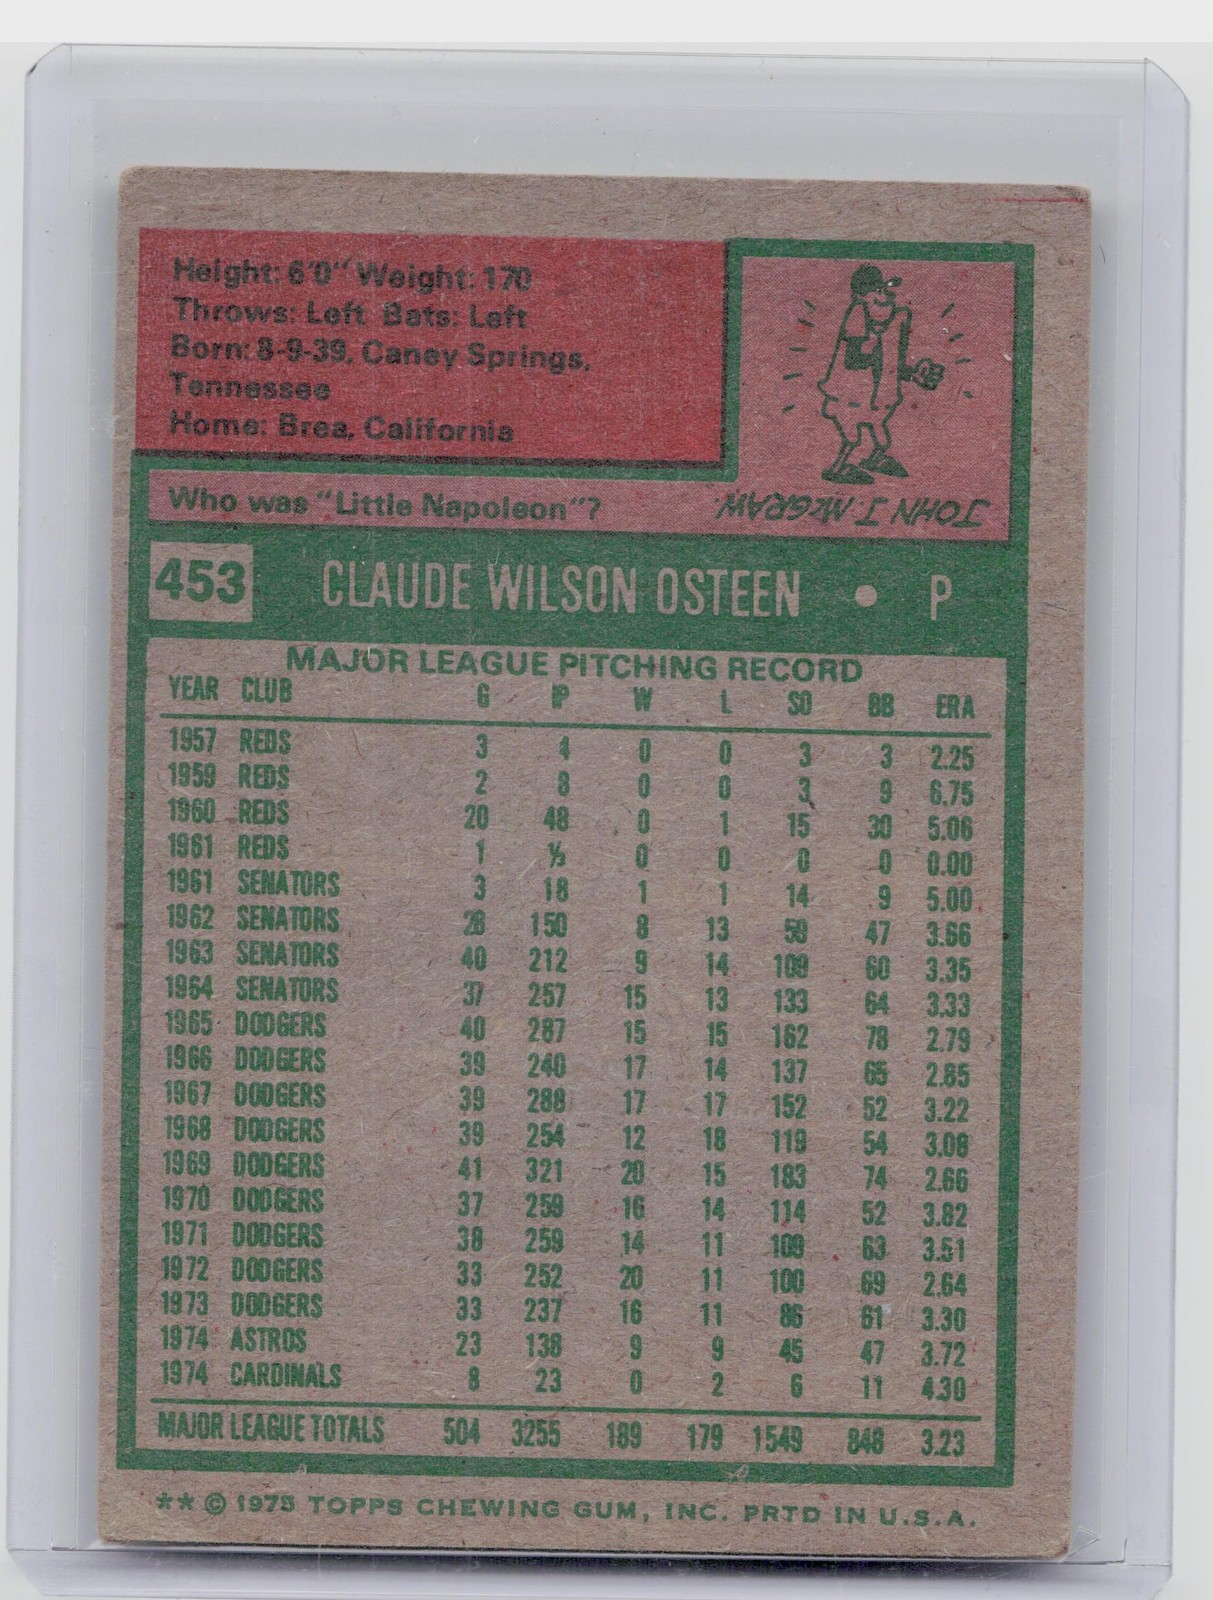 Height: 6'0" Weight: 170
Throws: Left Bats: Left
Born: 8-9-39, Caney Springs,
Tennessee
Home: Brea, California
Who was "Little Napoleon"?
JOHN J. McGRAW.
453 CLAUDE WILSON OSTEEN • P
MAJOR LEAGUE PITCHING RECORD
YEAR CLUB G IP W L SO BB ERA
1957 REDS 3 4 0 0 3 3 2.25
1959 REDS 2 8 0 0 3 9 6.75
1960 REDS 20 48 0 1 15 30 5.06
1961 REDS 1 ⅓ 0 0 0 0 0.00
1961 SENATORS 3 18 1 1 14 9 5.00
1962 SENATORS 28 150 8 13 59 47 3.66
1963 SENATORS 40 212 9 14 109 60 3.35
1964 SENATORS 37 257 15 13 133 64 3.33
1965 DODGERS 40 287 15 15 162 78 2.79
1966 DODGERS 39 240 17 14 137 65 2.85
1967 DODGERS 39 288 17 17 152 52 3.22
1968 DODGERS 39 254 12 18 119 54 3.08
1969 DODGERS 41 321 20 15 183 74 2.66
1970 DODGERS 37 259 16 14 114 52 3.82
1971 DODGERS 38 259 14 11 109 63 3.51
1972 DODGERS 33 252 20 11 100 69 2.64
1973 DODGERS 33 237 16 11 86 61 3.30
1974 ASTROS 23 138 9 9 45 47 3.72
1974 CARDINALS 8 23 0 2 6 11 4.30
MAJOR LEAGUE TOTALS 504 3255 189 179 1549 848 3.23
** © 1975 TOPPS CHEWING GUM, INC. PRTD IN U.S.A.